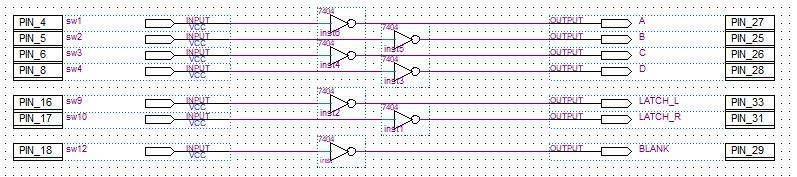 7404
PIN_4 sw1 INPUT VCC inst6 OUTPUT A PIN_27
7404
PIN_5 sw2 INPUT VCC inst5 OUTPUT B PIN_25
7404
PIN_6 sw3 INPUT VCC inst4 OUTPUT C PIN_26
7404
PIN_8 sw4 INPUT VCC inst3 OUTPUT D PIN_28
7404
PIN_16 sw9 INPUT VCC inst2 OUTPUT LATCH_L PIN_33
7404
PIN_17 sw10 INPUT VCC inst1 OUTPUT LATCH_R PIN_31
7404
PIN_18 sw12 INPUT VCC inst OUTPUT BLANK PIN_29